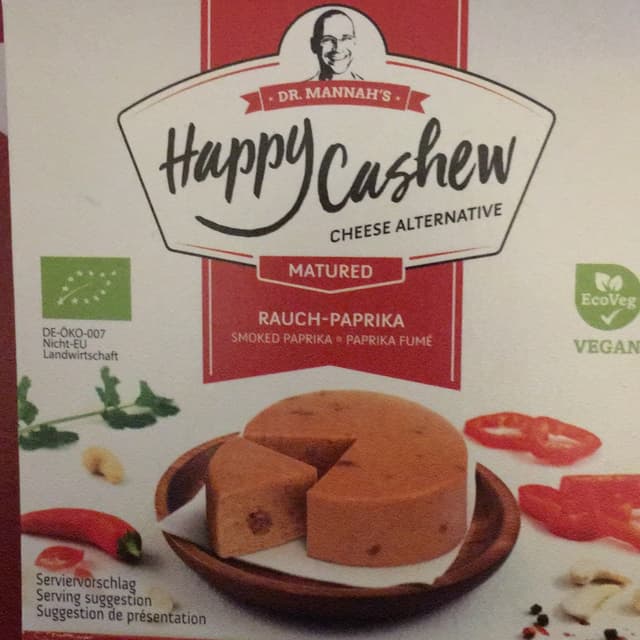 DR. MANNAH'S
Happy Cashew
CHEESE ALTERNATIVE
MATURED
RAUCH-PAPRIKA
SMOKED PAPRIKA = PAPRIKA FUMÉ
DE-ÖKO-007
Nicht-EU
Landwirtschaft
EcoVeg
VEGAN
Serviervorschlag
Serving suggestion
Suggestion de présentation